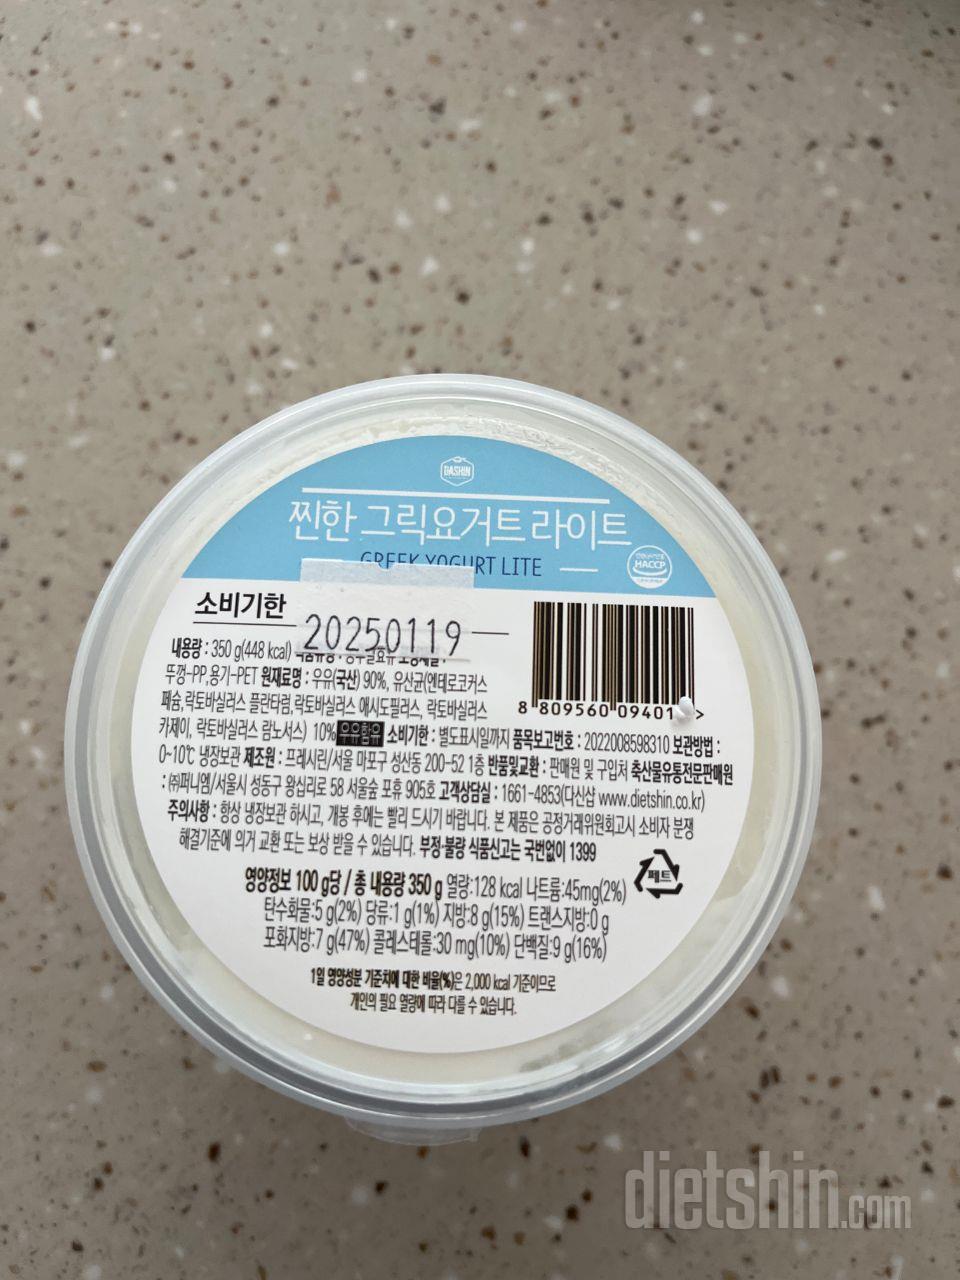 DASHIN
찐한 그릭요거트 라이트
GREEK YOGURT LITE
HACCP
소비기한
20250119
내용량 : 350 g(448 kcal)
뚜껑-PP,용기-PET 원재료명 : 우유(국산) 90%, 유산균(엔테로코커스
페슘, 락토바실러스 플란타럼, 락토바실러스 애시도필러스, 락토바실러스
카제이, 락토바실러스 람노서스) 10% 우유함유 소비기한 : 별도표시일까지 품목보고번호 : 2022008598310 보관방법 :
0-10℃ 냉장보관 제조원 : 프레시린/서울 마포구 성산동 200-52 1층 반품및교환 : 판매원 및 구입처 축산물유통전문판매원
: ㈜퍼니엠/서울시 성동구 왕십리로 58 서울숲 포휴 905호 고객상담실 : 1661-4853(다신샵 www.dietshin.co.kr)
주의사항 : 항상 냉장보관 하시고, 개봉 후에는 빨리 드시기 바랍니다. 본 제품은 공정거래위원회고시 소비자 분쟁
해결기준에 의거 교환 또는 보상 받을 수 있습니다. 부정·불량 식품신고는 국번없이 1399
8 809560 09401 >
페트
영양정보 100 g당 / 총 내용량 350 g 열량:128 kcal 나트륨:45mg(2%)
탄수화물:5 g(2%) 당류:1 g(1%) 지방:8 g(15%) 트랜스지방:0 g
포화지방:7 g(47%) 콜레스테롤:30 mg(10%) 단백질:9 g(16%)
1일 영양성분 기준치에 대한 비율(%)은 2,000 kcal 기준이므로
개인의 필요 열량에 따라 다를 수 있습니다.
dietshin.com